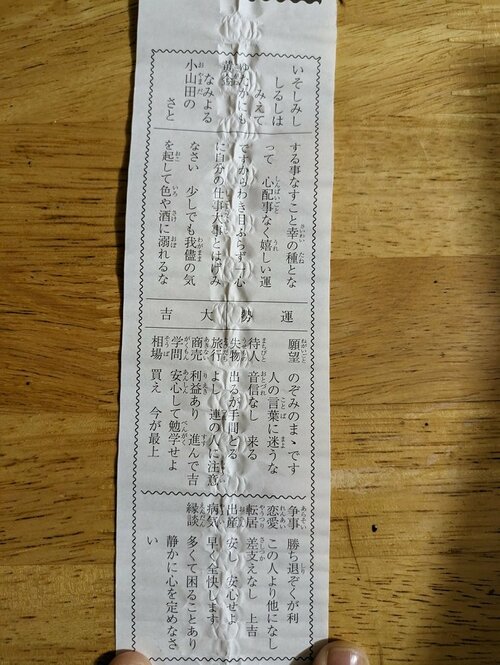 いそしみし
しるしは
みえて
ゆたかにも
黄金
なみよる
小山田の
さと
する事なすこと幸の種とな
って 心配事なく嬉しい運
ですからわき目ふらず一心
に自分の仕事大事とはげみ
なさい 少しでも我儘の気
を起して色や酒に溺れるな
運勢大吉
願望 のぞみのまゝです
人の言葉に迷うな
待人 音信なし 来る
失物 出るが手間どる
旅行 よし 連の人に注意
商売 利益あり 進んで吉
学問 安心して勉学せよ
相場 買え 今が最上
争事 勝ち退ぞくが利
恋愛 この人より他になし
転居 差支えなし 上吉
出産 安し 安心せよ
病気 早く全快します
縁談 多くて困ることあり
静かに心を定めなさ
い